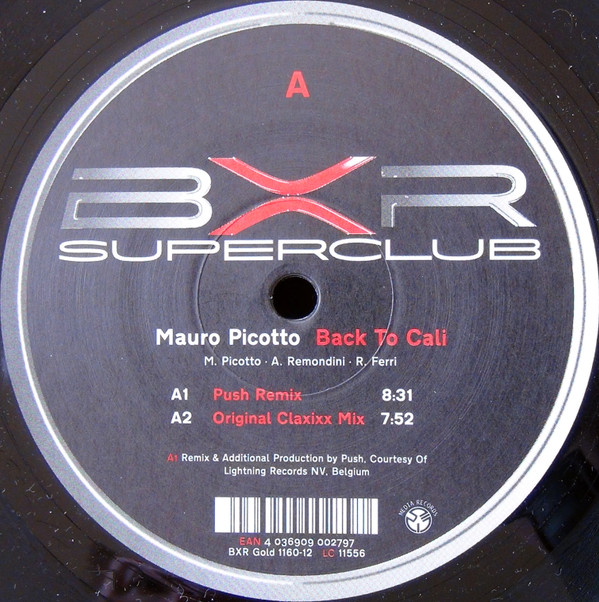 A
BXR
SUPERCLUB
Mauro Picotto Back To Cali
M. Picotto · A. Remondini · R. Ferri
A1 Push Remix 8:31
A2 Original Claxixx Mix 7:52
A1 Remix & Additional Production by Push, Courtesy Of
Lightning Records NV, Belgium
MEDIA RECORDS
EAN 4 036909 002797
BXR Gold 1160-12 LC 11556